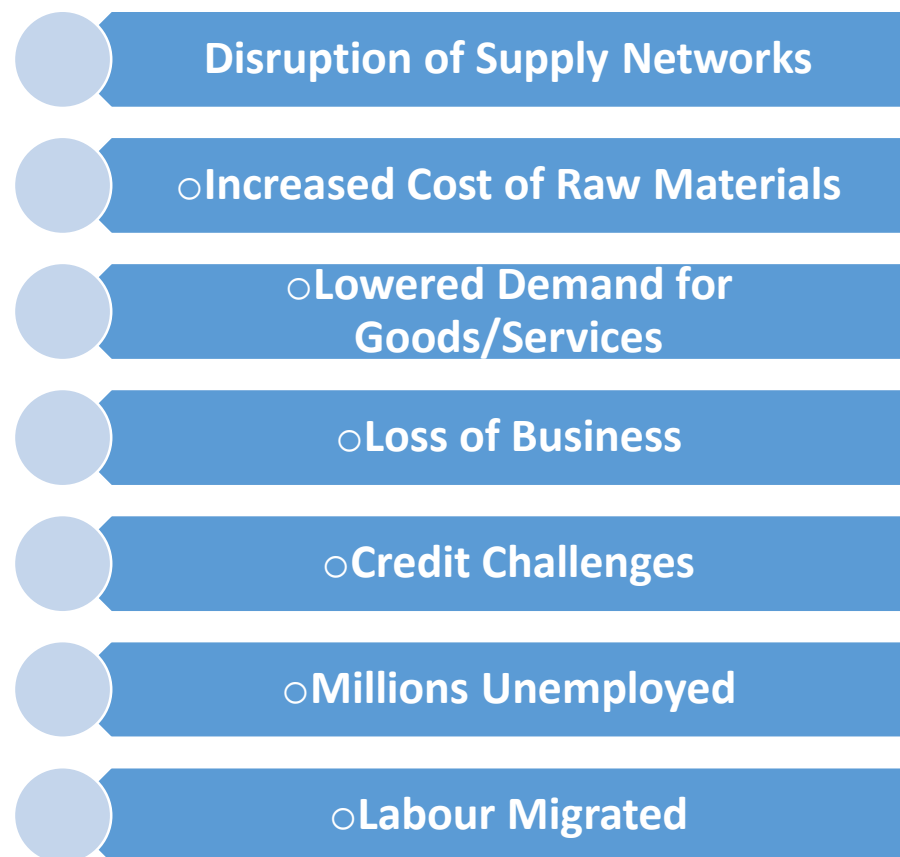 Disruption of Supply Networks
○Increased Cost of Raw Materials
○Lowered Demand for
Goods/Services
○Loss of Business
○Credit Challenges
○Millions Unemployed
○Labour Migrated